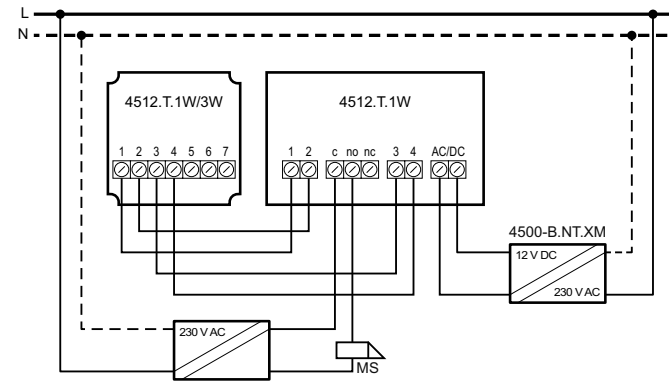 L
N
4512.T.1W/3W
4512.T.1W
1 2 3 4 5 6 7
1 2 c no nc 3 4 AC/DC
4500-B.NT.XM
12 V DC
230 V AC
230 V AC
MS